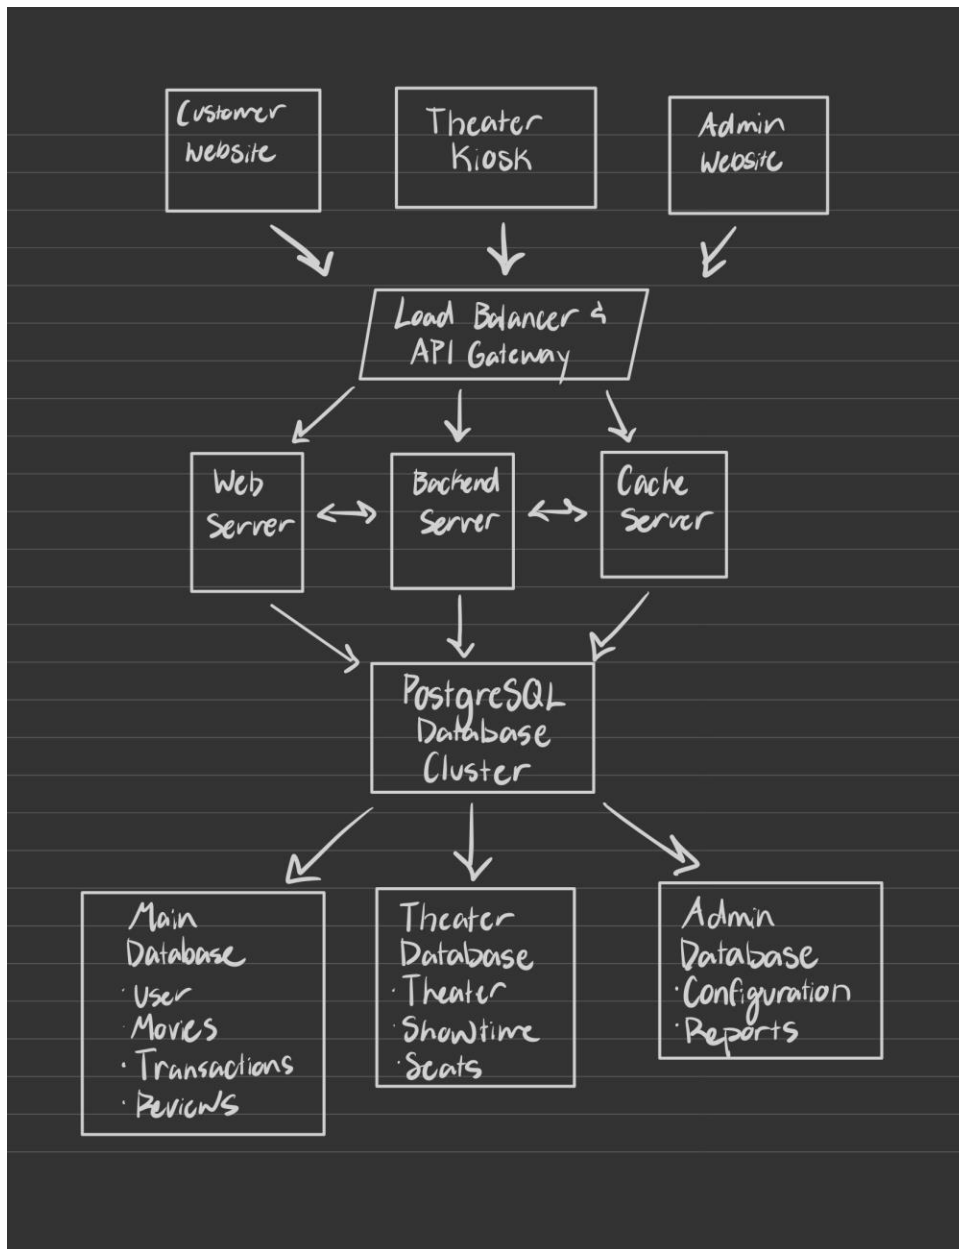 Customer
Website
Theater
Kiosk
Admin
Website
Load Balancer &
API Gateway
Web
Server
Backend
Server
Cache
Server
PostgreSQL
Database
Cluster
Main
Database
· User
· Movies
· Transactions
· Reviews
Theater
Database
· Theater
· Showtime
· Seats
Admin
Database
· Configuration
· Reports